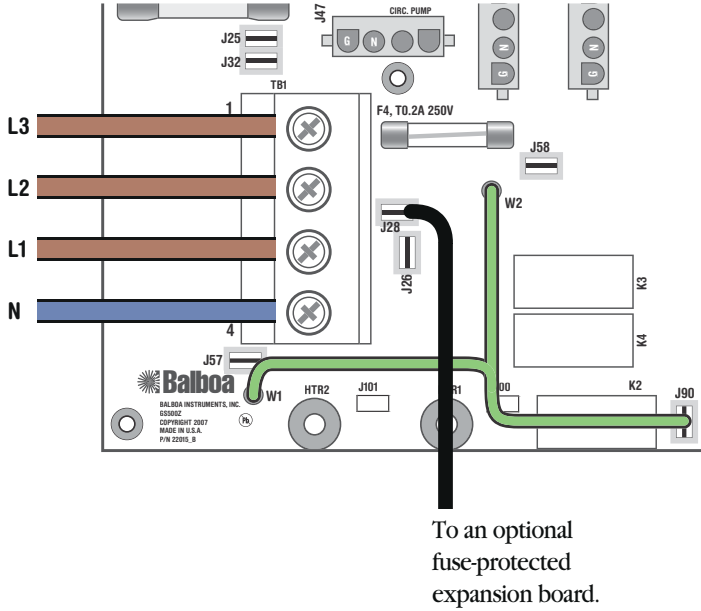 J47
CIRC. PUMP
G N
N
G
N
G
J25
J32
TB1
1
F4, T0.2A 250V
L3
J58
L2
W2
J28
L1
J26
K3
N
4
K4
J57
Balboa
W1
HTR2
J101
R1
00
K2
J90
BALBOA INSTRUMENTS, INC.
GS500Z
COPYRIGHT 2007
MADE IN U.S.A.
P/N 22015_B
Pb
To an optional
fuse-protected
expansion board.